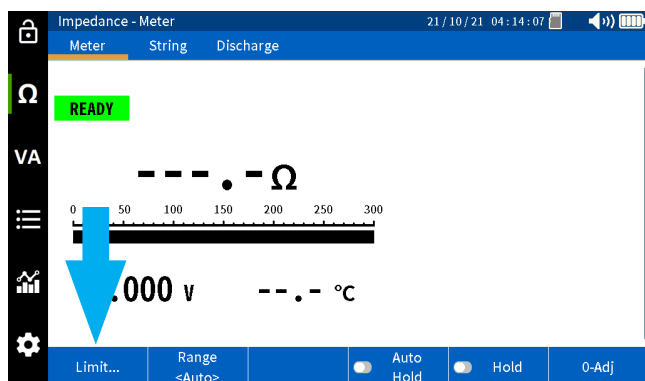 Impedance - Meter 21/10/21 04:14:07
Meter String Discharge
Ω
READY
VA
---.-Ω
0 50 100 150 200 250 300
.000 V --.- °C
Limit... Range <Auto> Auto Hold Hold 0-Adj